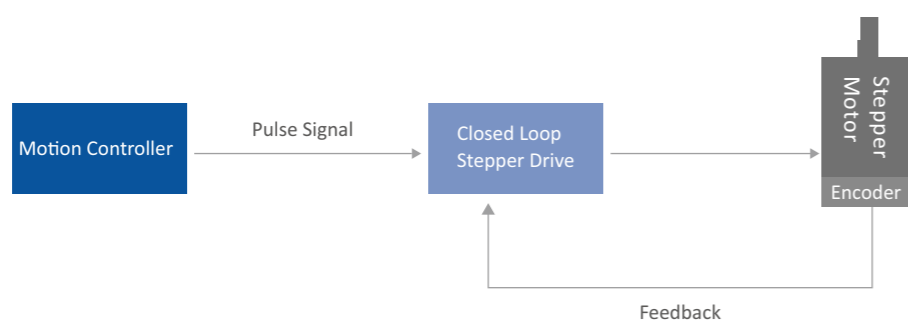 Motion Controller
Pulse Signal
Closed Loop
Stepper Drive
Stepper
Motor
Encoder
Feedback